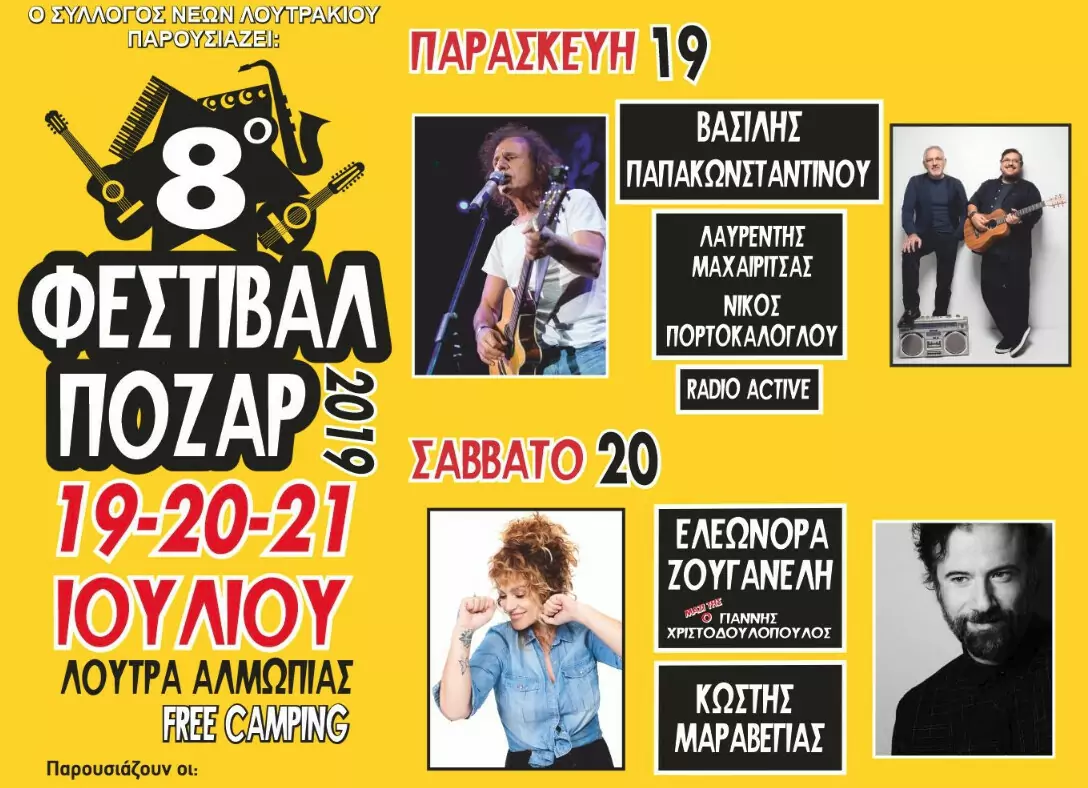 Ο ΣΥΛΛΟΓΟΣ ΝΕΩΝ ΛΟΥΤΡΑΚΙΟΥ
ΠΑΡΟΥΣΙΑΖΕΙ:
8º
ΦΕΣΤΙΒΑΛ
ΠΟΖΑΡ
2019
19-20-21
ΙΟΥΛΙΟΥ
ΛΟΥΤΡΑ ΑΛΜΩΠΙΑΣ
FREE CAMPING
Παρουσιάζουν οι:
ΠΑΡΑΣΚΕΥΗ 19
ΒΑΣΙΛΗΣ
ΠΑΠΑΚΩΝΣΤΑΝΤΙΝΟΥ
ΛΑΥΡΕΝΤΗΣ
ΜΑΧΑΙΡΙΤΣΑΣ
ΝΙΚΟΣ
ΠΟΡΤΟΚΑΛΟΓΛΟΥ
RADIO ACTIVE
ΣΑΒΒΑΤΟ 20
ΕΛΕΩΝΟΡΑ
ΖΟΥΓΑΝΕΛΗ
ΜΑΖΙ ΤΗΣ
Ο ΓΙΑΝΝΗΣ
ΧΡΙΣΤΟΔΟΥΛΟΠΟΥΛΟΣ
ΚΩΣΤΗΣ
ΜΑΡΑΒΕΓΙΑΣ